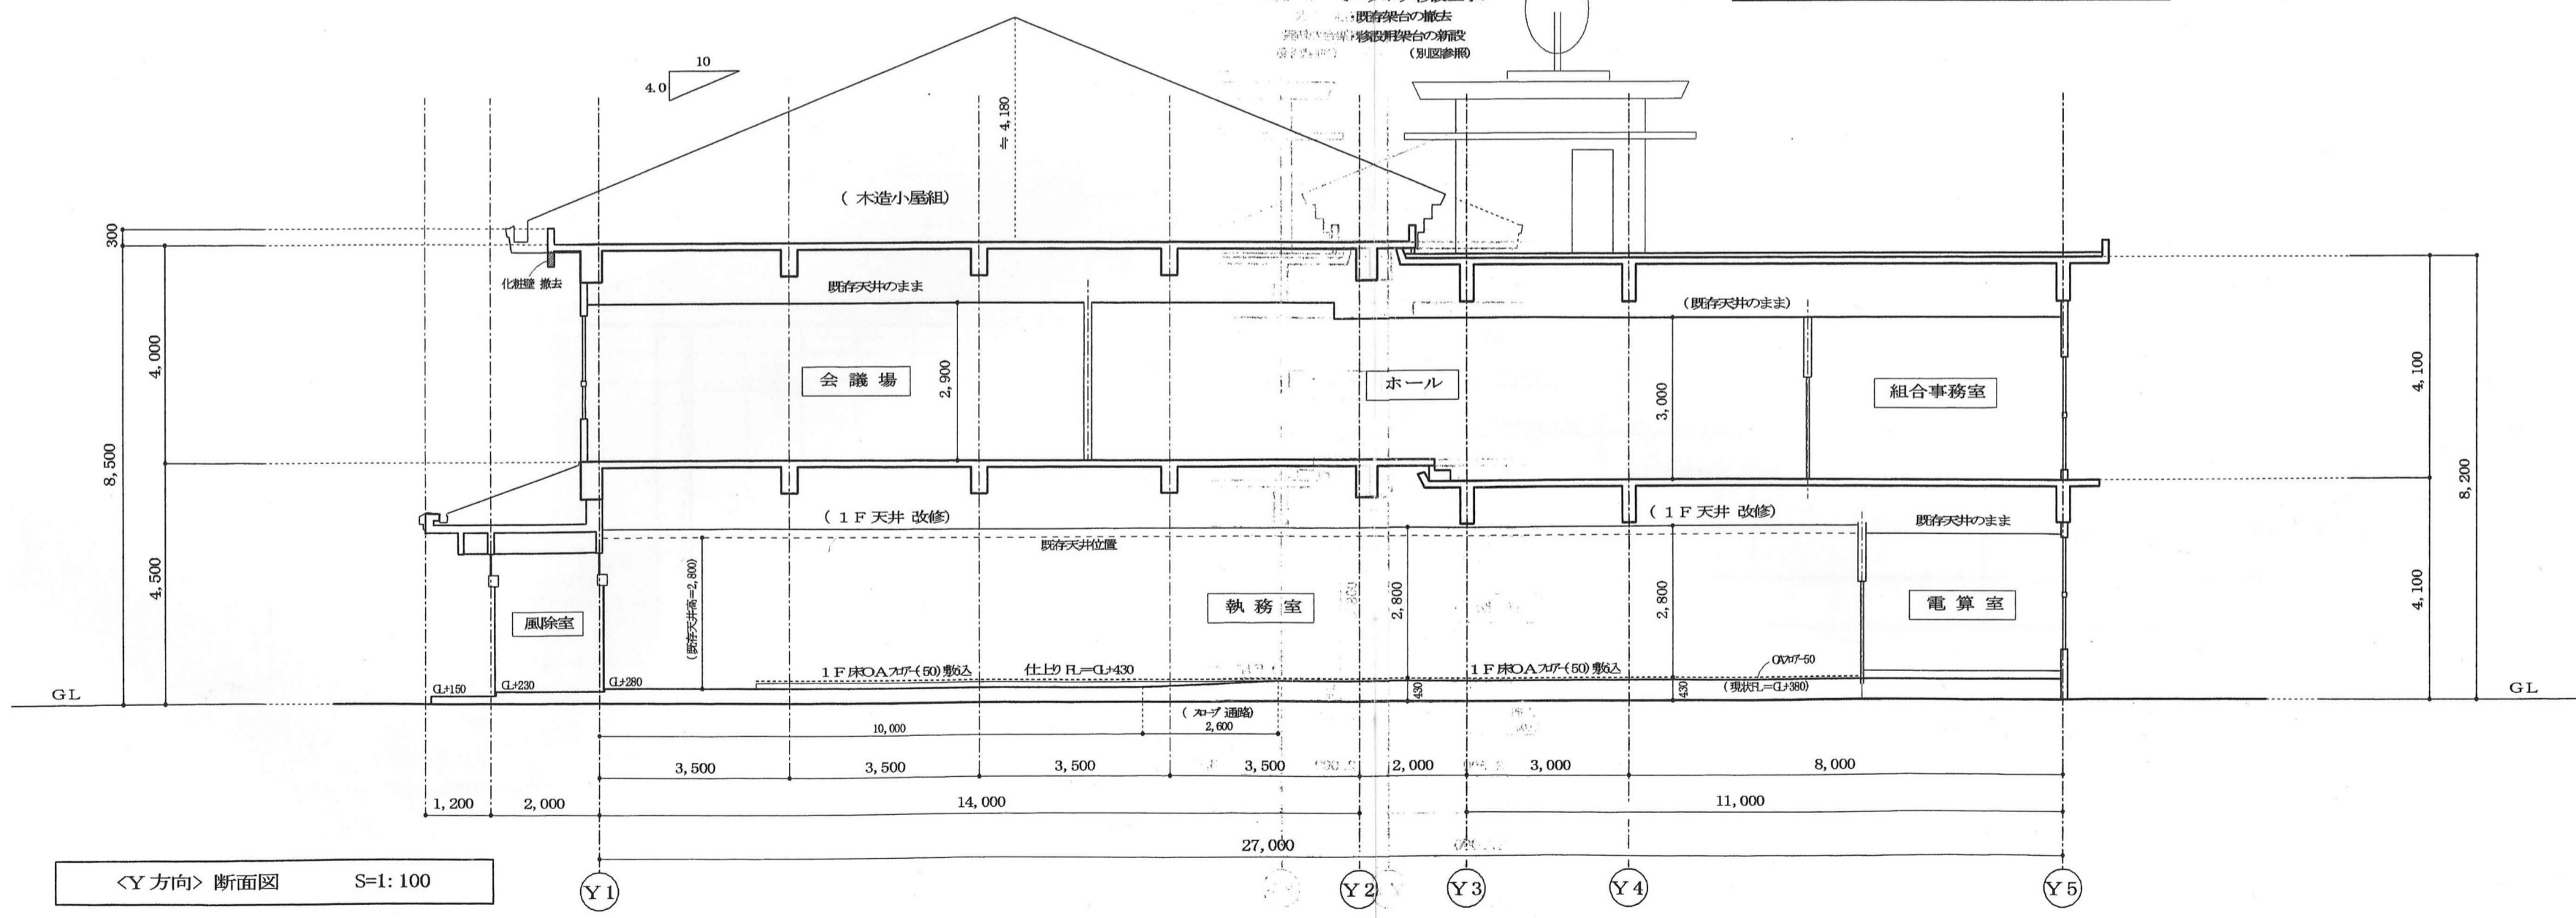 ・既存架台の撤去
・移設用架台の新設
(別図参照)
10
4.0
≒ 4,180
( 木造小屋組)
300
化粧壁 撤去
既存天井のまま
(既存天井のまま)
4,000
会 議 場
2,900
ホール
3,000
組合事務室
4,100
8,500
8,200
( 1F 天井 改修)
( 1F 天井 改修)
既存天井のまま
既存天井位置
4,500
(既存天井高=2,800)
風除室
執 務 室
2,800
2,800
電 算 室
4,100
1F床OAフロアー(50)敷込
仕上りFL=GL+430
1F床OAフロアー(50)敷込
OAフロアー50
GL
GL+150
GL+230
GL+280
430
430
(現状FL=GL+380)
GL
(スロープ 通路)
10,000
2,600
3,500
3,500
3,500
3,500
2,000
3,000
8,000
1,200
2,000
14,000
11,000
27,000
<Y方向> 断面図 S=1:100
Y1
Y2
Y3
Y4
Y5